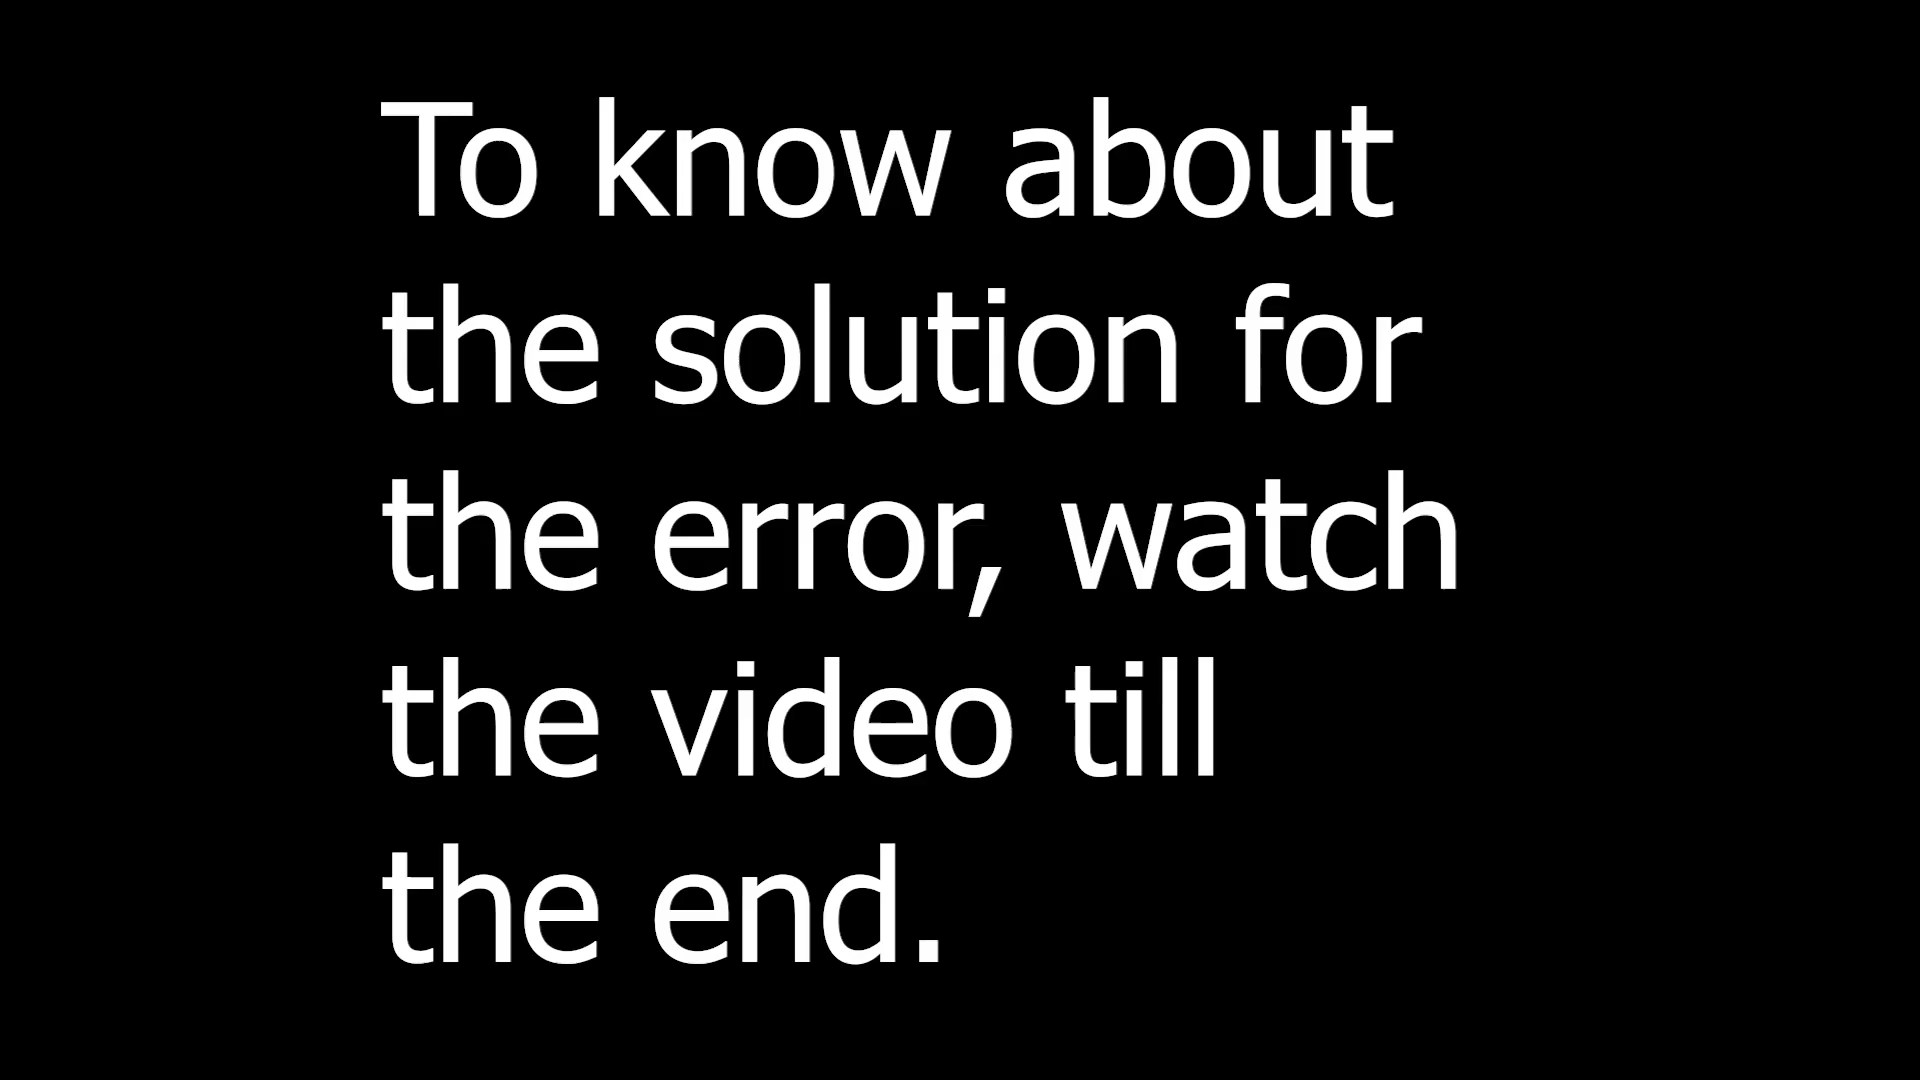 To know about
the solution for
the error, watch
the video till
the end.